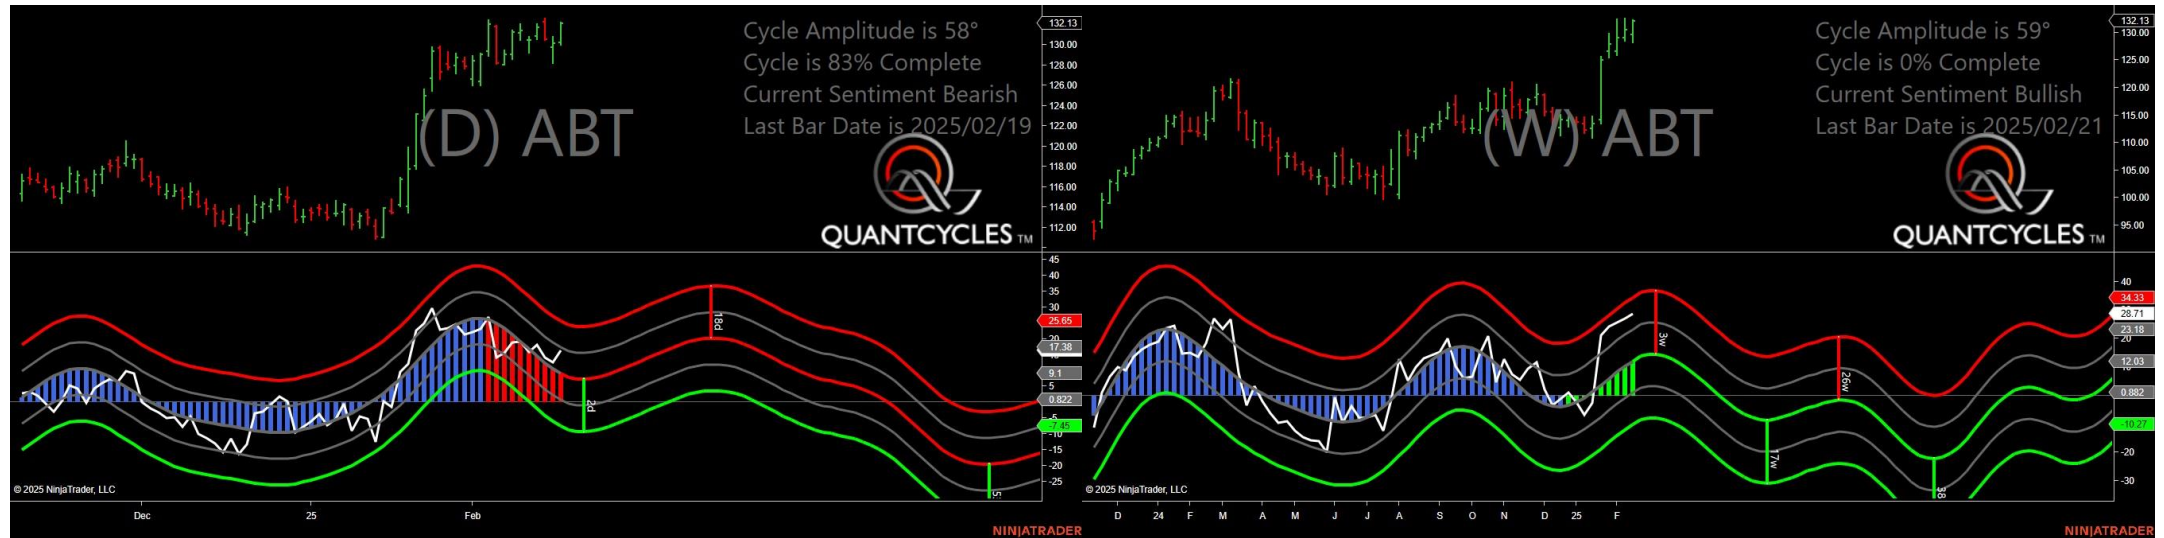 Cycle Amplitude is 58°
Cycle is 83% Complete
Current Sentiment Bearish
Last Bar Date is 2025/02/19
(D) ABT
QUANTCYCLES TM
132.13
130.00
128.00
126.00
124.00
122.00
120.00
118.00
116.00
114.00
112.00
45
40
35
30
25.65
20
17.38
9.1
5
0.822
-5
-7.45
-10
-15
-20
-25
2d
18d
© 2025 NinjaTrader, LLC
Dec
25
Feb
NINJATRADER
Cycle Amplitude is 59°
Cycle is 0% Complete
Current Sentiment Bullish
Last Bar Date is 2025/02/21
(W) ABT
QUANTCYCLES TM
132.13
130.00
125.00
120.00
115.00
110.00
105.00
100.00
95.00
40
34.33
28.71
23.18
20
12.03
0.882
-10.27
-20
-30
3w
17w
26w
38
© 2025 NinjaTrader, LLC
D 24 F M A M J J A S O N D 25 F
NINJATRADER